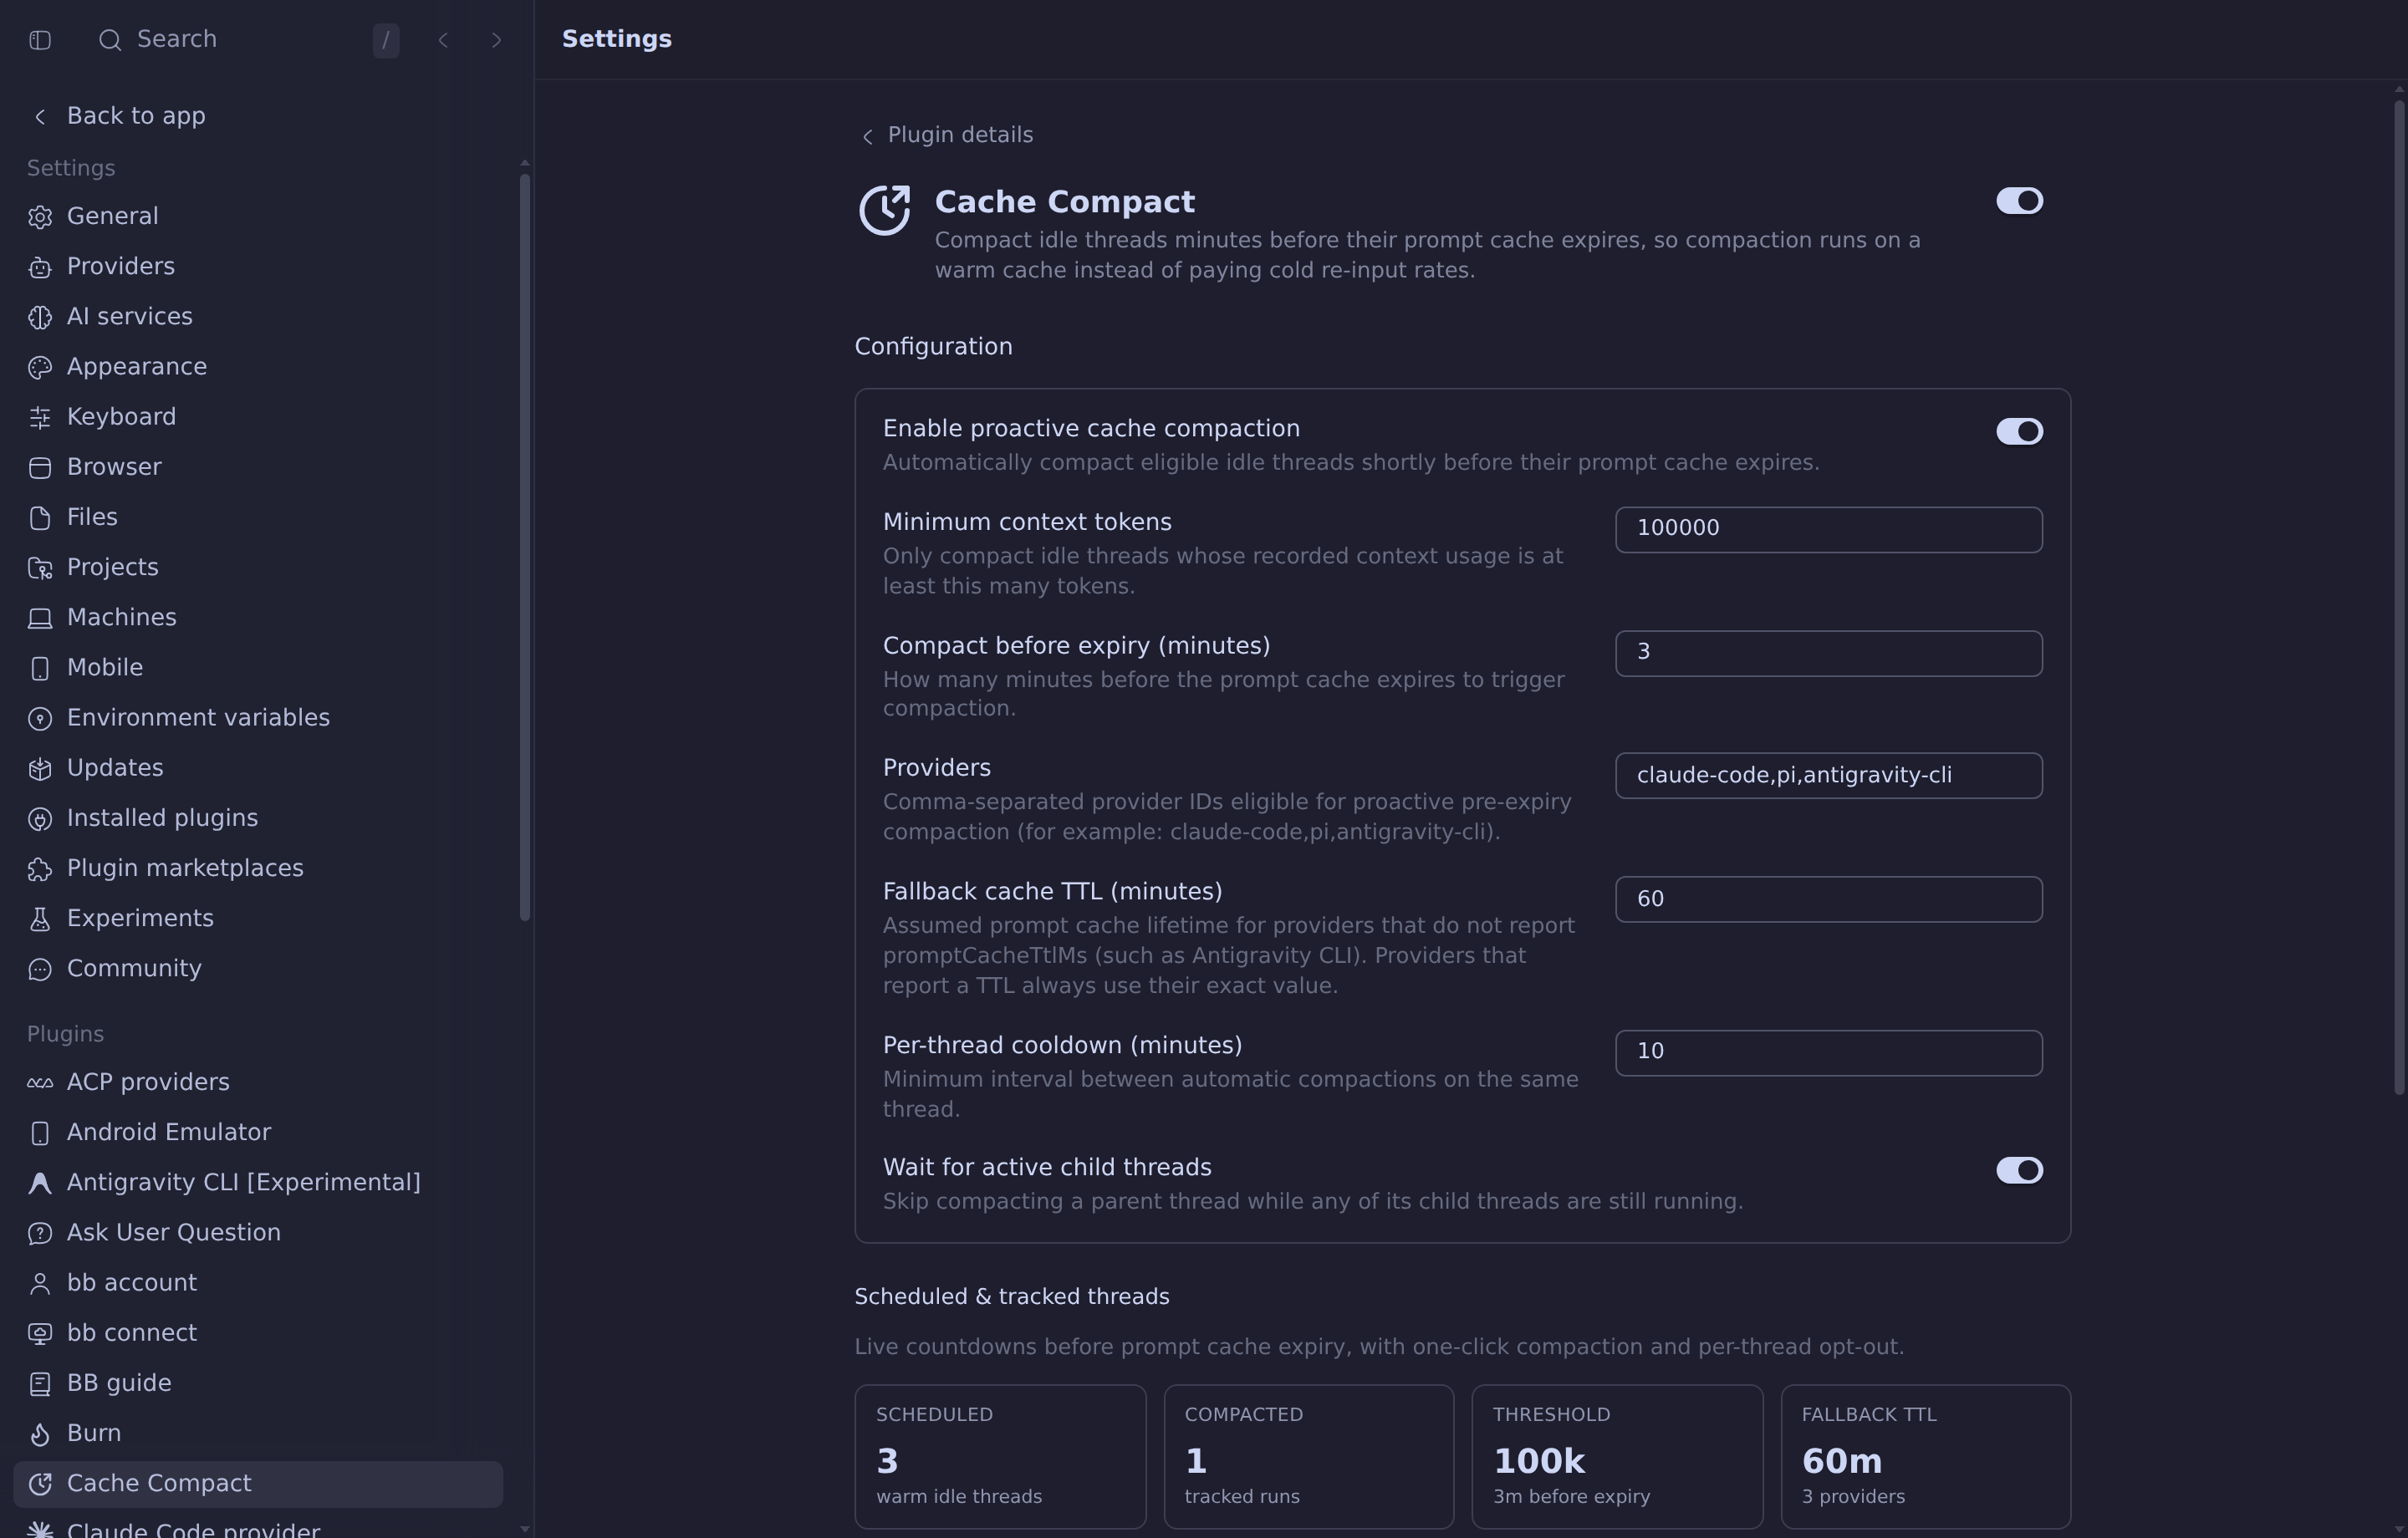 Search
/
Back to app
Settings
General
Providers
AI services
Appearance
Keyboard
Browser
Files
Projects
Machines
Mobile
Environment variables
Updates
Installed plugins
Plugin marketplaces
Experiments
Community
Plugins
ACP providers
Android Emulator
Antigravity CLI [Experimental]
Ask User Question
bb account
bb connect
BB guide
Burn
Cache Compact
Claude Code provider
Settings
Plugin details
Cache Compact
Compact idle threads minutes before their prompt cache expires, so compaction runs on a
warm cache instead of paying cold re-input rates.
Configuration
Enable proactive cache compaction
Automatically compact eligible idle threads shortly before their prompt cache expires.
Minimum context tokens
100000
Only compact idle threads whose recorded context usage is at
least this many tokens.
Compact before expiry (minutes)
3
How many minutes before the prompt cache expires to trigger
compaction.
Providers
claude-code,pi,antigravity-cli
Comma-separated provider IDs eligible for proactive pre-expiry
compaction (for example: claude-code,pi,antigravity-cli).
Fallback cache TTL (minutes)
60
Assumed prompt cache lifetime for providers that do not report
promptCacheTtlMs (such as Antigravity CLI). Providers that
report a TTL always use their exact value.
Per-thread cooldown (minutes)
10
Minimum interval between automatic compactions on the same
thread.
Wait for active child threads
Skip compacting a parent thread while any of its child threads are still running.
Scheduled & tracked threads
Live countdowns before prompt cache expiry, with one-click compaction and per-thread opt-out.
SCHEDULED
3
warm idle threads
COMPACTED
1
tracked runs
THRESHOLD
100k
3m before expiry
FALLBACK TTL
60m
3 providers